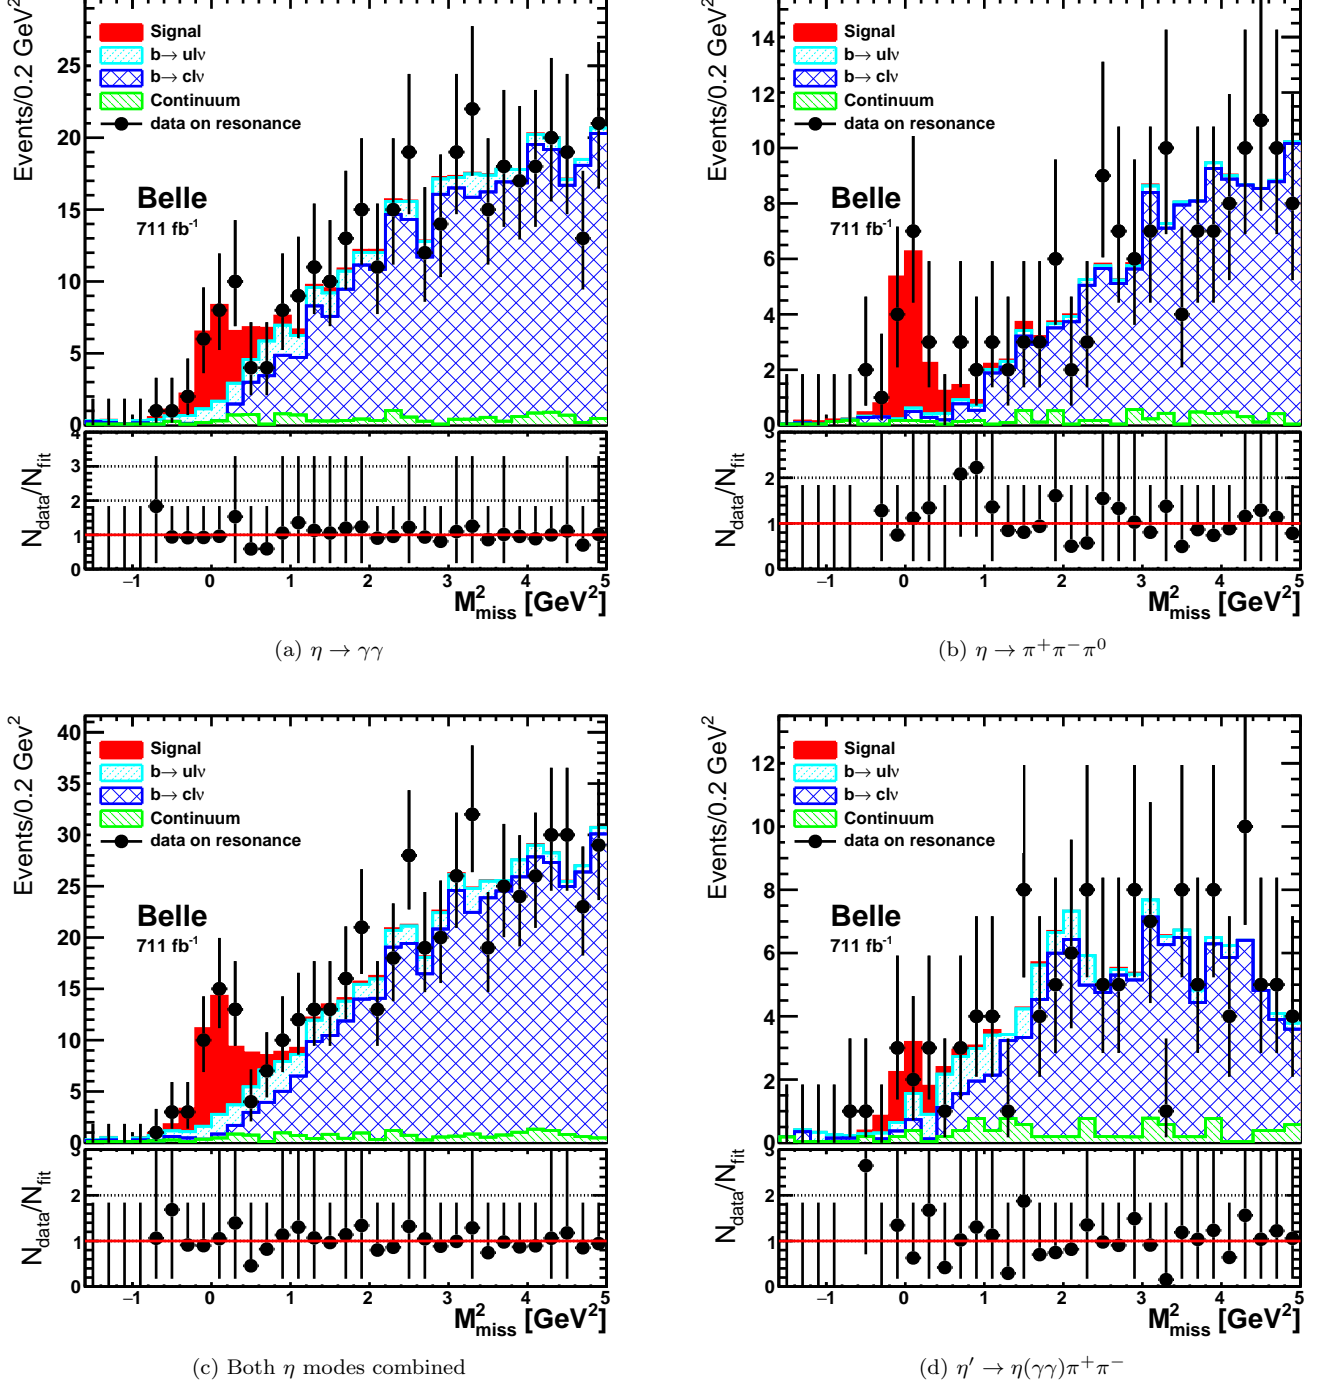 Events/0.2 GeV²
25
20
15
10
5
0
Signal
b→ ulν
b→ clν
Continuum
data on resonance
Belle
711 fb⁻¹
N_data/N_fit
4
3
2
1
0
−1 0 1 2 3 4 5
M²_miss [GeV²]
(a) η → γγ
Events/0.2 GeV²
14
12
10
8
6
4
2
0
Signal
b→ ulν
b→ clν
Continuum
data on resonance
Belle
711 fb⁻¹
N_data/N_fit
3
2
1
0
−1 0 1 2 3 4 5
M²_miss [GeV²]
(b) η → π⁺π⁻π⁰
Events/0.2 GeV²
40
35
30
25
20
15
10
5
0
Signal
b→ ulν
b→ clν
Continuum
data on resonance
Belle
711 fb⁻¹
N_data/N_fit
3
2
1
0
−1 0 1 2 3 4 5
M²_miss [GeV²]
(c) Both η modes combined
Events/0.2 GeV²
12
10
8
6
4
2
0
Signal
b→ ulν
b→ clν
Continuum
data on resonance
Belle
711 fb⁻¹
N_data/N_fit
3
2
1
0
−1 0 1 2 3 4 5
M²_miss [GeV²]
(d) η′ → η(γγ)π⁺π⁻